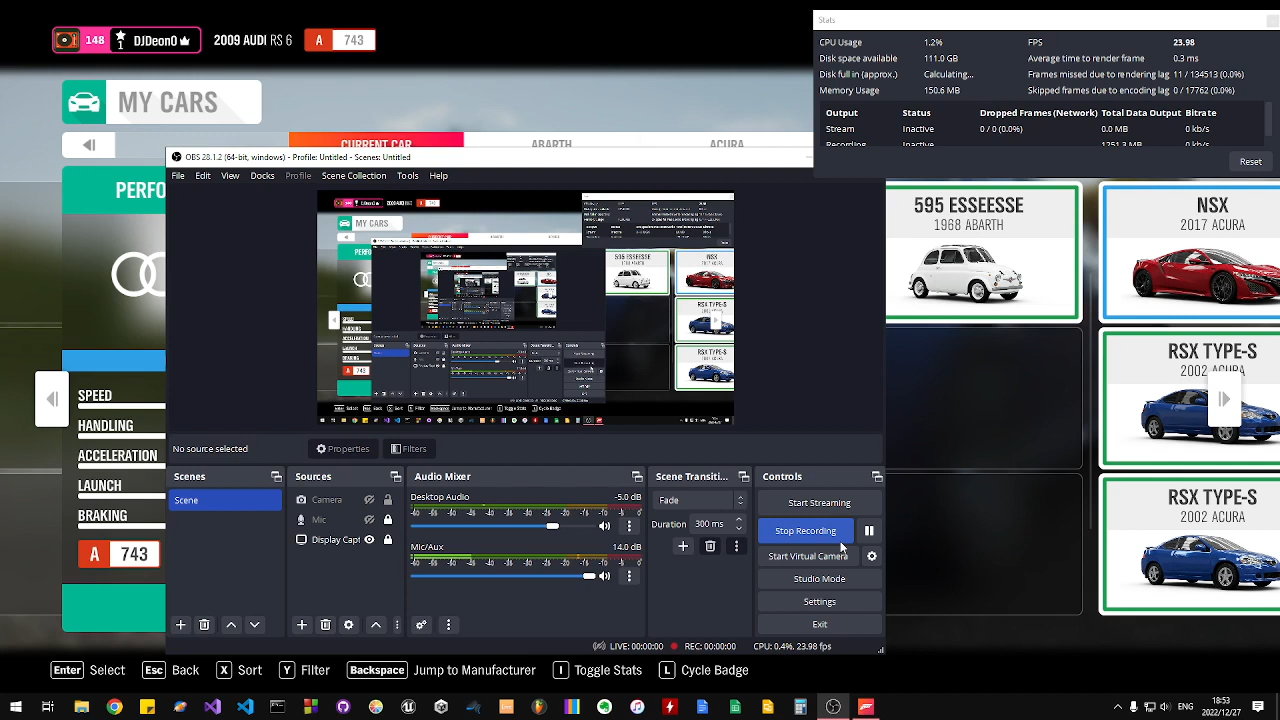 148
DJDeon0
2009 AUDI RS 6
A 743
MY CARS
CURRENT CAR
ABARTH
ACURA
Stats
CPU Usage 1.2%
FPS 23.98
Disk space available 111.0 GB
Average time to render frame 0.3 ms
Disk full in (approx.) Calculating...
Frames missed due to rendering lag 11 / 134513 (0.0%)
Memory Usage 150.6 MB
Skipped frames due to encoding lag 0 / 17762 (0.0%)
Output Status Dropped Frames (Network) Total Data Output Bitrate
Stream Inactive 0 / 0 (0.0%) 0.0 MB 0 kb/s
Recording Inactive 1251.3 MB 0 kb/s
Reset
OBS 28.1.2 (64-bit, windows) - Profile: Untitled - Scenes: Untitled
File Edit View Docks Profile Scene Collection Tools Help
MY CARS
No source selected
Properties
Filters
Scenes
Scene
Sources
Camera
Mic
Display Capt
Audio Mixer
Desktop Audio -5.0 dB
Mic/Aux 14.0 dB
Scene Transiti...
Fade
Duration 300 ms
Controls
Start Streaming
Stop Recording
Start Virtual Camera
Studio Mode
Settings
Exit
LIVE: 00:00:00
REC: 00:00:00
CPU: 0.4%, 23.98 fps
PERFO
SPEED
HANDLING
ACCELERATION
LAUNCH
BRAKING
A 743
595 ESSEESSE
1968 ABARTH
NSX
2017 ACURA
RSX TYPE-S
2002 ACURA
RSX TYPE-S
2002 ACURA
Enter Select
Esc Back
X Sort
Y Filter
Backspace Jump to Manufacturer
I Toggle Stats
L Cycle Badge
ENG
18:53
2022/12/27